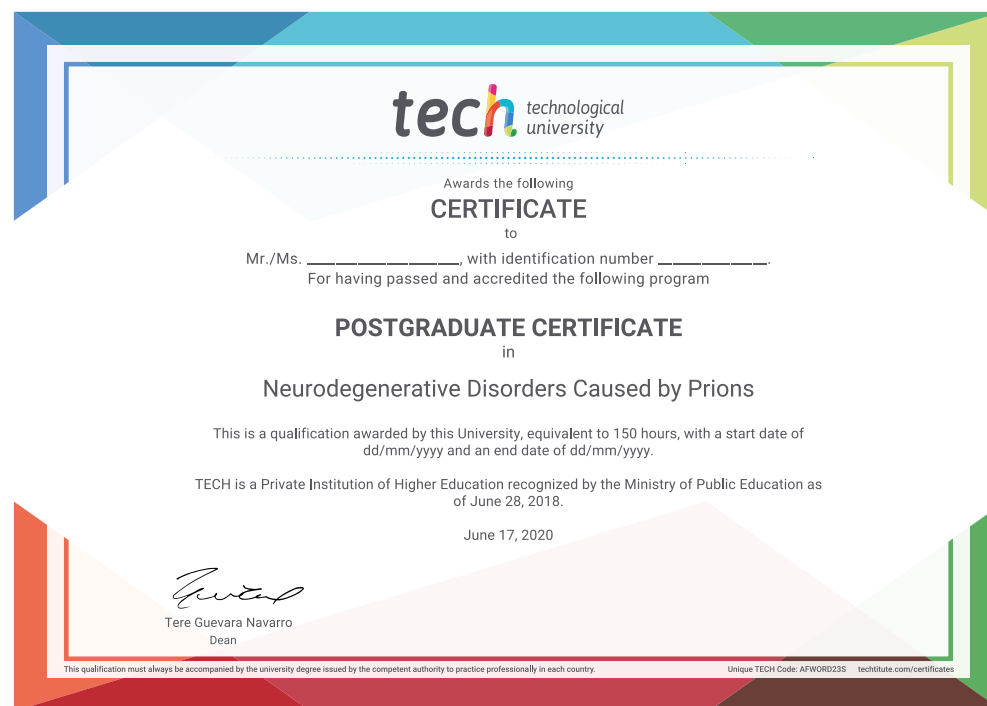 tech technological
university
Awards the following
CERTIFICATE
to
Mr./Ms. ____________________, with identification number ______________.
For having passed and accredited the following program
POSTGRADUATE CERTIFICATE
in
Neurodegenerative Disorders Caused by Prions
This is a qualification awarded by this University, equivalent to 150 hours, with a start date of
dd/mm/yyyy and an end date of dd/mm/yyyy.
TECH is a Private Institution of Higher Education recognized by the Ministry of Public Education as
of June 28, 2018.
June 17, 2020
Tere Guevara Navarro
Dean
This qualification must always be accompanied by the university degree issued by the competent authority to practice professionally in each country.
Unique TECH Code: AFWORD23S techtitute.com/certificates